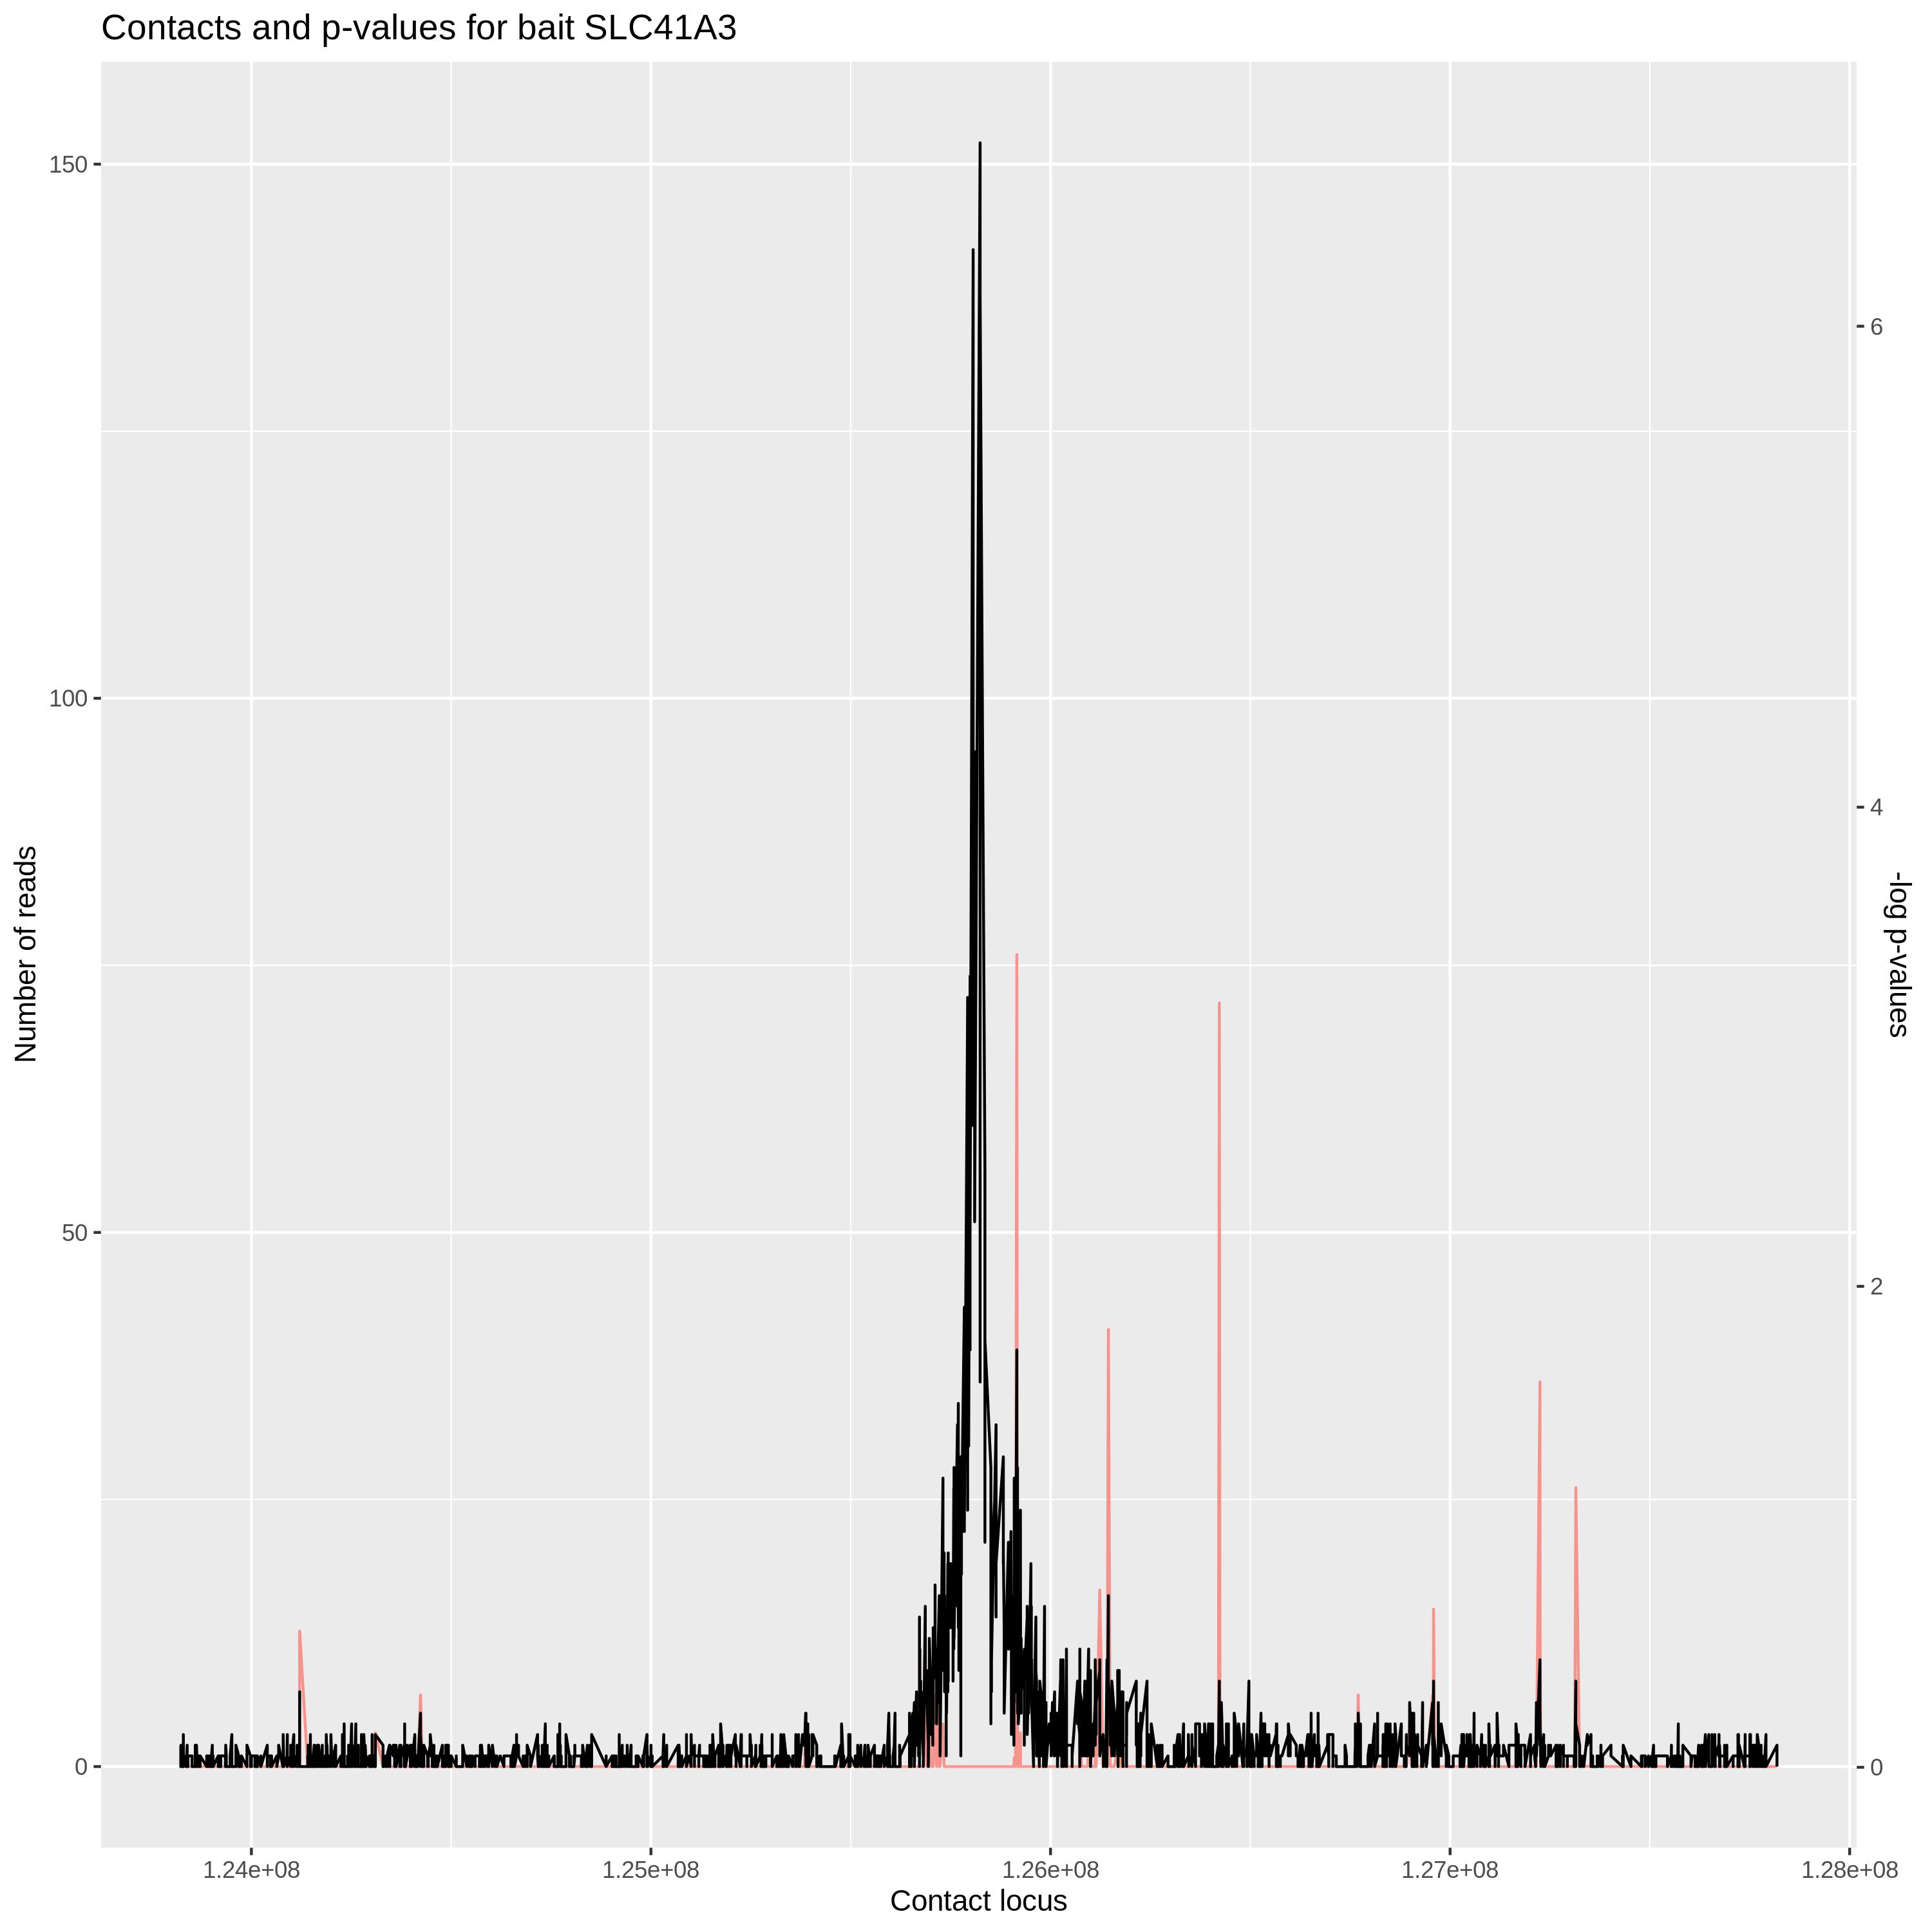 Contacts and p-values for bait SLC41A3
150
100
50
0
Number of reads
6
4
2
0
-log p-values
1.24e+08
1.25e+08
1.26e+08
1.27e+08
1.28e+08
Contact locus